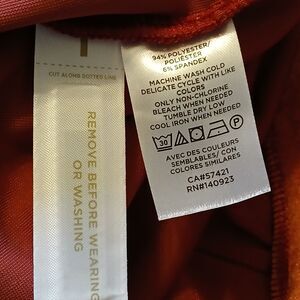 CUT ALONG DOTTED LINE
REMOVE BEFORE WEARING
OR WASHING
94% POLYESTER/
POLIÉSTER
6% SPANDEX
MACHINE WASH COLD
DELICATE CYCLE WITH LIKE
COLORS
ONLY NON-CHLORINE
BLEACH WHEN NEEDED
TUMBLE DRY LOW
COOL IRON WHEN NEEDED
30
P
AVEC DES COULEURS
SEMBLABLES/ CON
COLORES SIMILARES
CA#57421
RN#140923